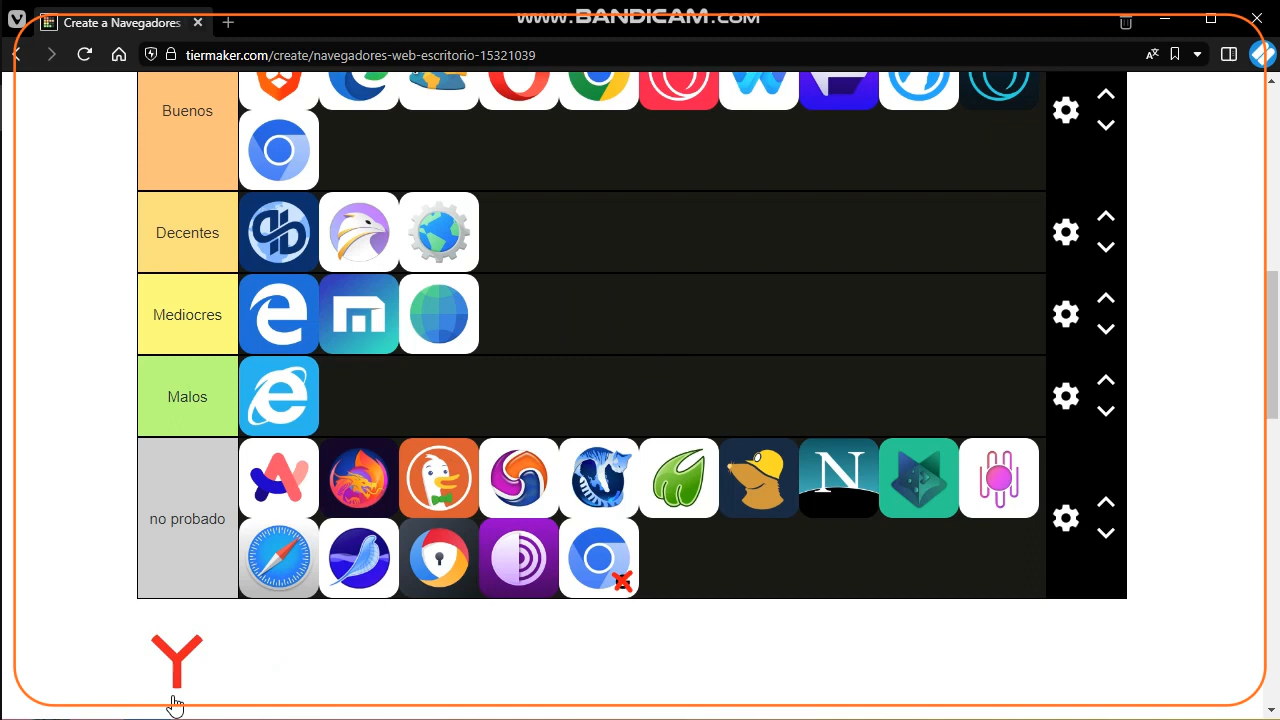 www.BANDICAM.com
Create a Navegadores
tiermaker.com/create/navegadores-web-escritorio-15321039
Buenos
Decentes
Mediocres
Malos
no probado
N
Y